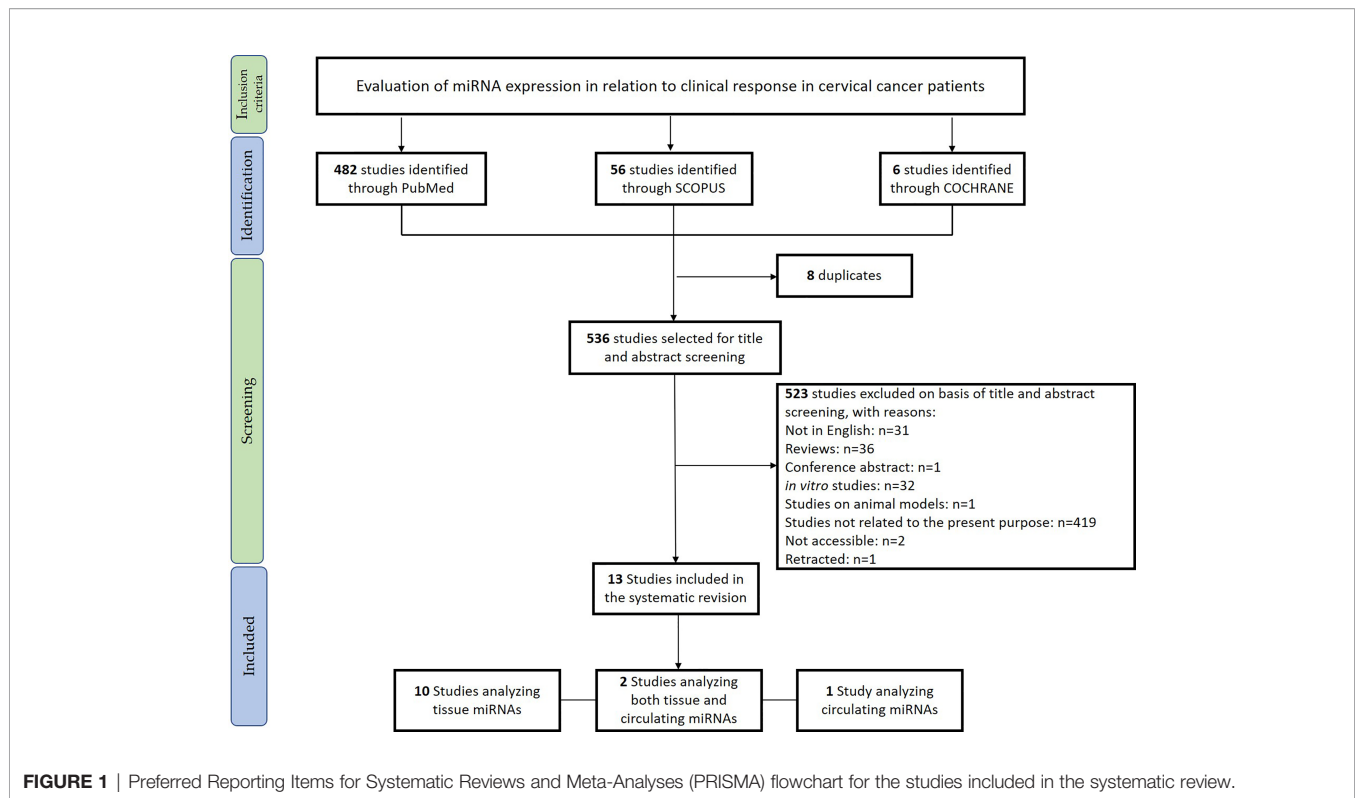 Inclusion
criteria
Evaluation of miRNA expression in relation to clinical response in cervical cancer patients
Identification
482 studies identified
through PubMed
56 studies identified
through SCOPUS
6 studies identified
through COCHRANE
Screening
8 duplicates
536 studies selected for title
and abstract screening
523 studies excluded on basis of title and abstract
screening, with reasons:
Not in English: n=31
Reviews: n=36
Conference abstract: n=1
in vitro studies: n=32
Studies on animal models: n=1
Studies not related to the present purpose: n=419
Not accessible: n=2
Retracted: n=1
Included
13 Studies included in
the systematic revision
10 Studies analyzing
tissue miRNAs
2 Studies analyzing
both tissue and
circulating miRNAs
1 Study analyzing
circulating miRNAs
FIGURE 1 | Preferred Reporting Items for Systematic Reviews and Meta-Analyses (PRISMA) flowchart for the studies included in the systematic review.